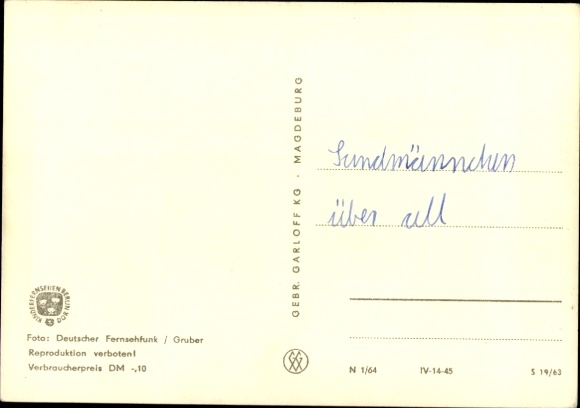 Sandmännchen
über all
GEBR. GARLOFF KG · MAGDEBURG
KINDERFERNSEHEN BERLIN DDR
Foto: Deutscher Fernsehfunk / Gruber
Reproduktion verboten!
Verbraucherpreis DM -,10
N 1/64 IV-14-45 S 19/63